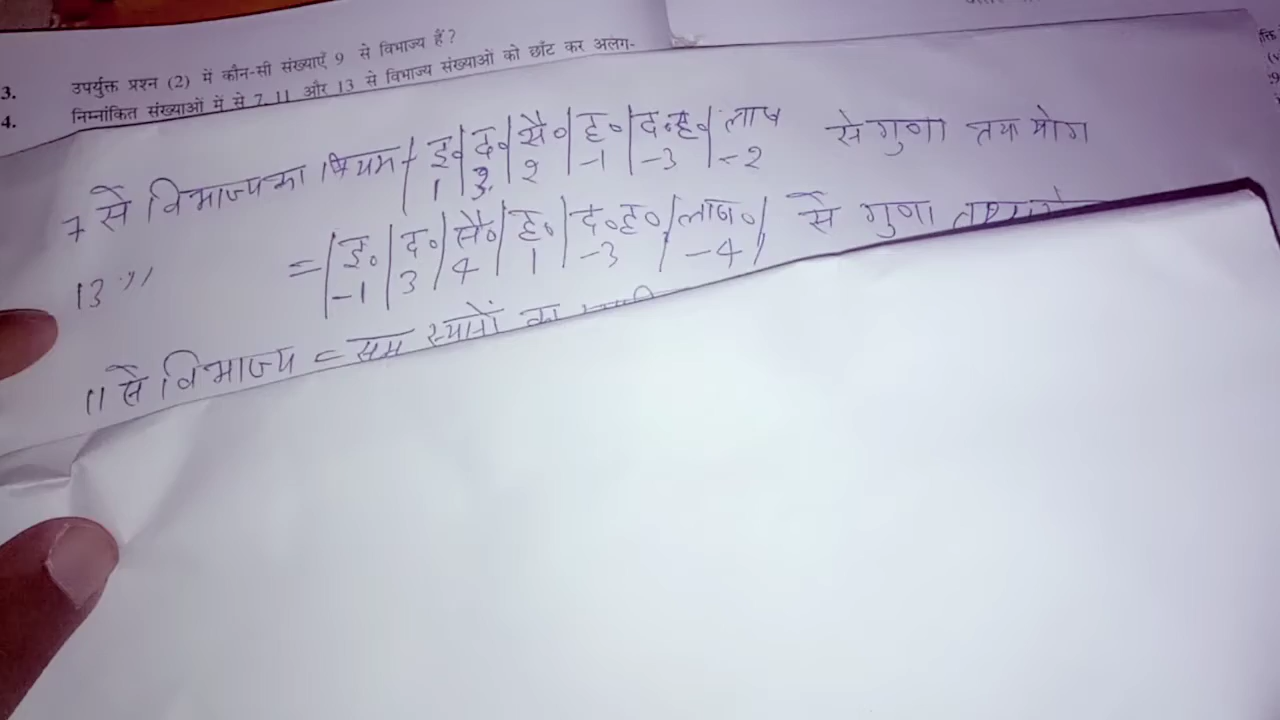 3. उपर्युक्त प्रश्न (2) में कौन-सी संख्याएँ 9 से विभाज्य हैं?
4. निम्नांकित संख्याओं में से 7, 11 और 13 से विभाज्य संख्याओं को छाँट कर अलग-
7 से विभाज्य का नियम - | इ० | द० | सै० | ह० | द०ह० | लाख से गुणा तथा योग
1 | 3 | 2 | -1 | -3 | -2
13 '' = | इ० | द० | सै० | ह० | द०ह० | लाख० | से गुणा
-1 | 3 | 4 | 1 | -3 | -4
11 से विभाज्य = सम स्थानों का